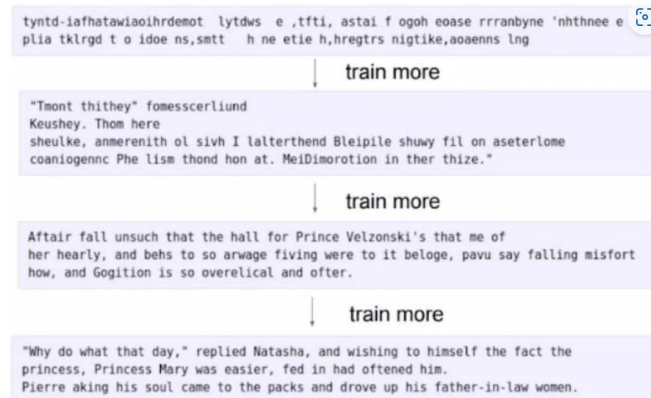 tyntd-iafhatawiaoihrdemot lytdws e ,tfti, astai f ogoh eoase rrranbyne 'nhthnee e
plia tklrgd t o idoe ns,smtt h ne etie h,hregtrs nigtike,aoaenns lng
train more
"Tmont thithey" fomesscerliund
Keushey. Thom here
sheulke, anmerenith ol sivh I lalterthend Bleipile shuwy fil on aseterlome
coaniogennc Phe lism thond hon at. MeiDimorotion in ther thize."
train more
Aftair fall unsuch that the hall for Prince Velzonski's that me of
her hearly, and behs to so arwage fiving were to it beloge, pavu say falling misfort
how, and Gogition is so overelical and ofter.
train more
"Why do what that day," replied Natasha, and wishing to himself the fact the
princess, Princess Mary was easier, fed in had oftened him.
Pierre aking his soul came to the packs and drove up his father-in-law women.